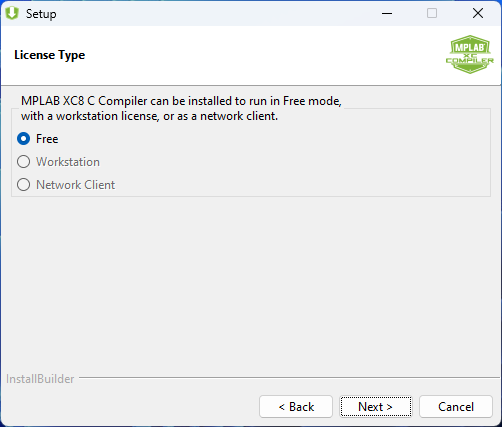 Setup
License Type
MPLAB
XC
COMPILER
MPLAB XC8 C Compiler can be installed to run in Free mode,
with a workstation license, or as a network client.
Free
Workstation
Network Client
InstallBuilder
< Back
Next >
Cancel